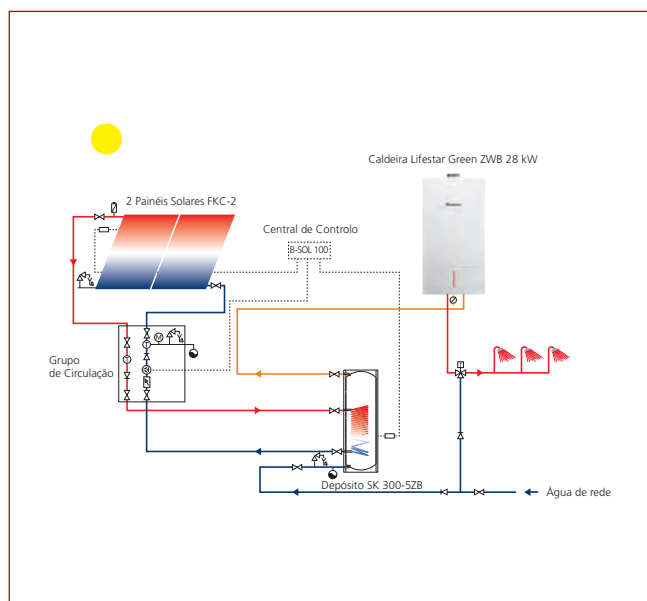 Caldeira Lifestar Green ZWB 28 kW
2 Painéis Solares FKC-2
Central de Controlo
B-SOL 100
T
M
Grupo
de Circulação
T
T
Depósito SK 300-5ZB
Água de rede